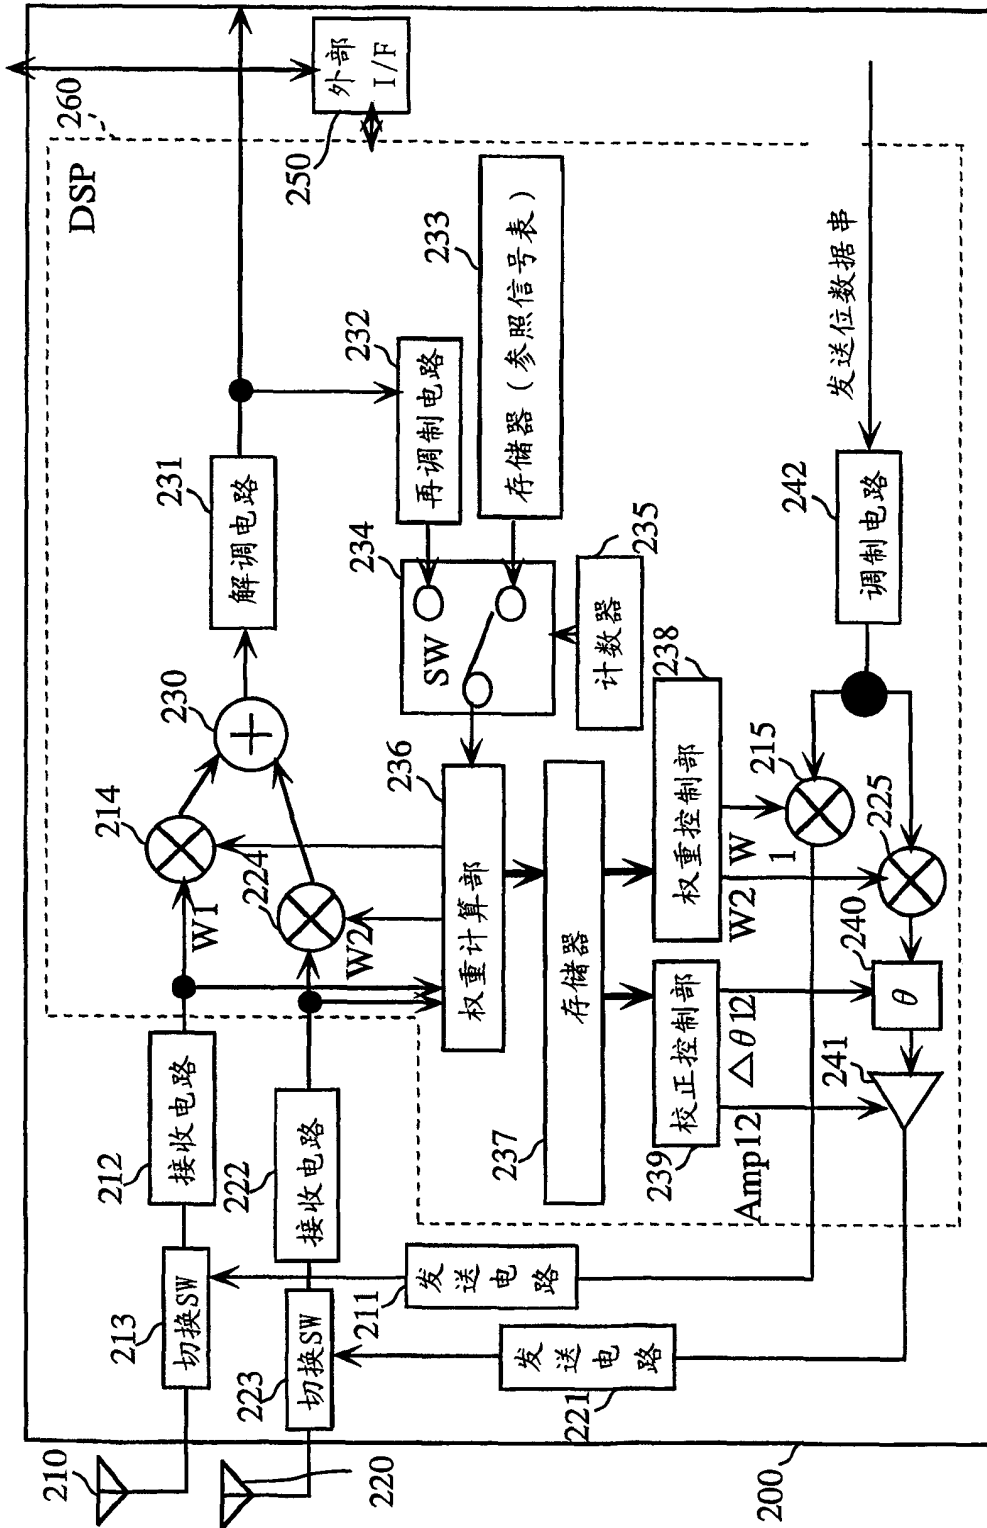 210
213
切换SW
212
接收电路
W1
214
230
231
解调电路
220
223
切换SW
222
接收电路
224
W2
DSP
260
外部
I/F
250
232
再调制电路
233
存储器（参照信号表）
234
SW
235
计数器
236
权重计算部
237
存储器
238
权重控制部
W
1
W2
239
校正控制部
△θ12
Amp12
211
发送
电路
221
发送
电路
215
225
240
θ
241
242
调制电路
发送位数据串
200